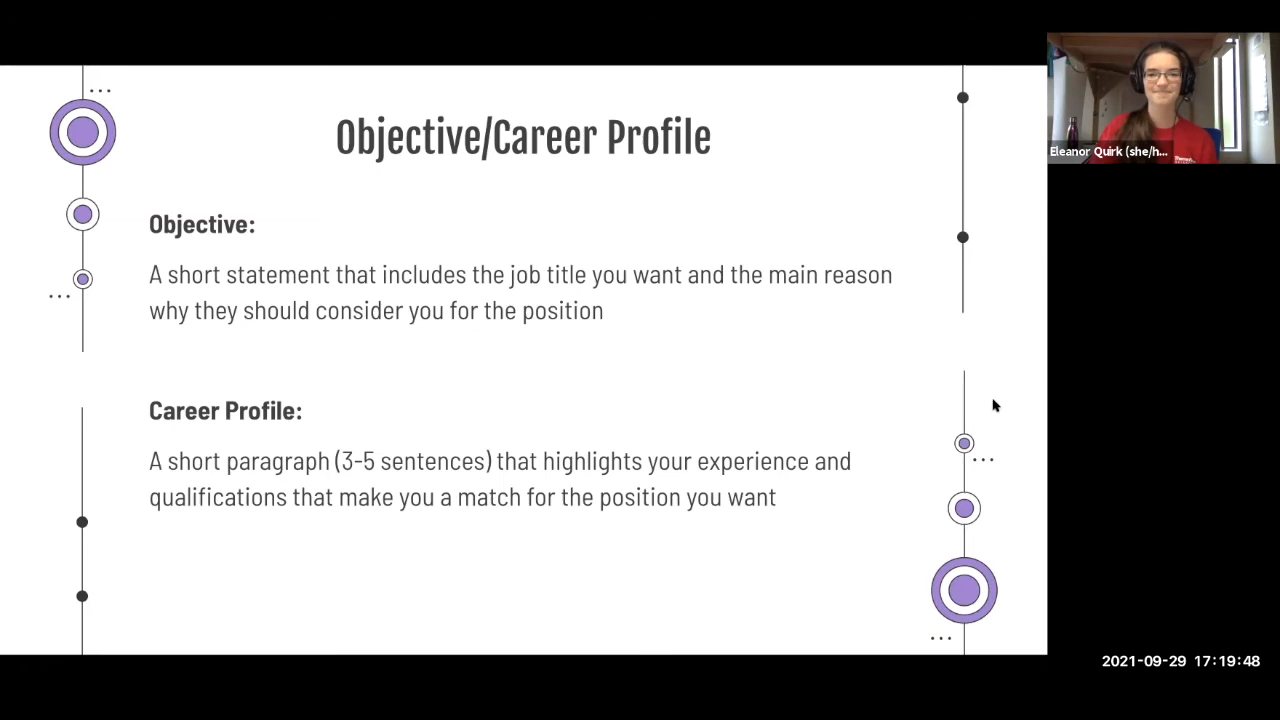 Objective/Career Profile
Objective:
A short statement that includes the job title you want and the main reason
why they should consider you for the position
Career Profile:
A short paragraph (3-5 sentences) that highlights your experience and
qualifications that make you a match for the position you want
Eleanor Quirk (she/h...
2021-09-29 17:19:48